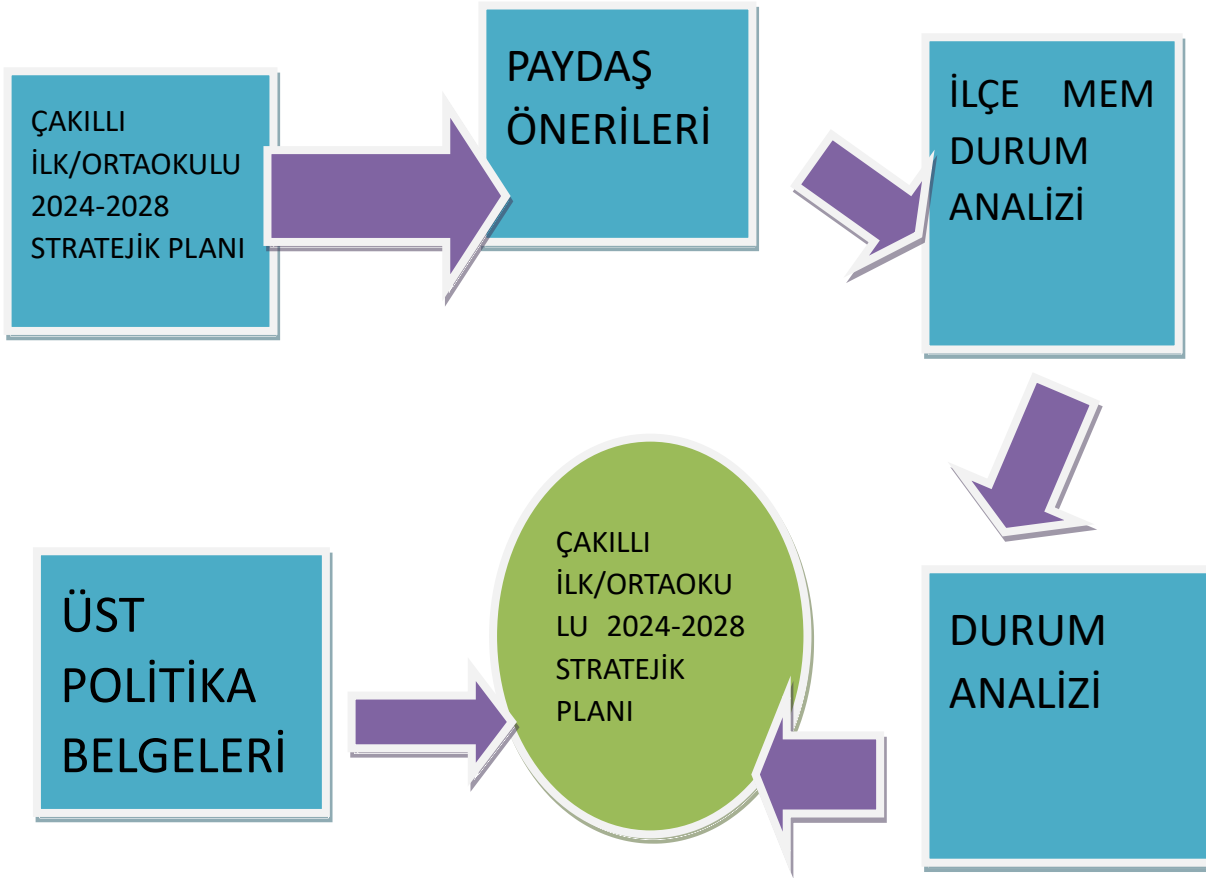 ÇAKILLI
İLK/ORTAOKULU
2024-2028
STRATEJİK PLANI
PAYDAŞ
ÖNERİLERİ
İLÇE MEM
DURUM
ANALİZİ
ÜST
POLİTİKA
BELGELERİ
ÇAKILLI
İLK/ORTAOKU
LU 2024-2028
STRATEJİK
PLANI
DURUM
ANALİZİ